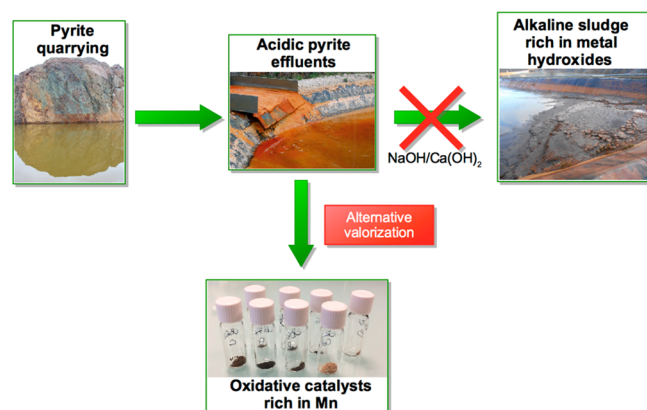 Pyrite
quarrying
Acidic pyrite
effluents
Alkaline sludge
rich in metal
hydroxides
NaOH/Ca(OH)2
Alternative
valorization
Oxidative catalysts
rich in Mn